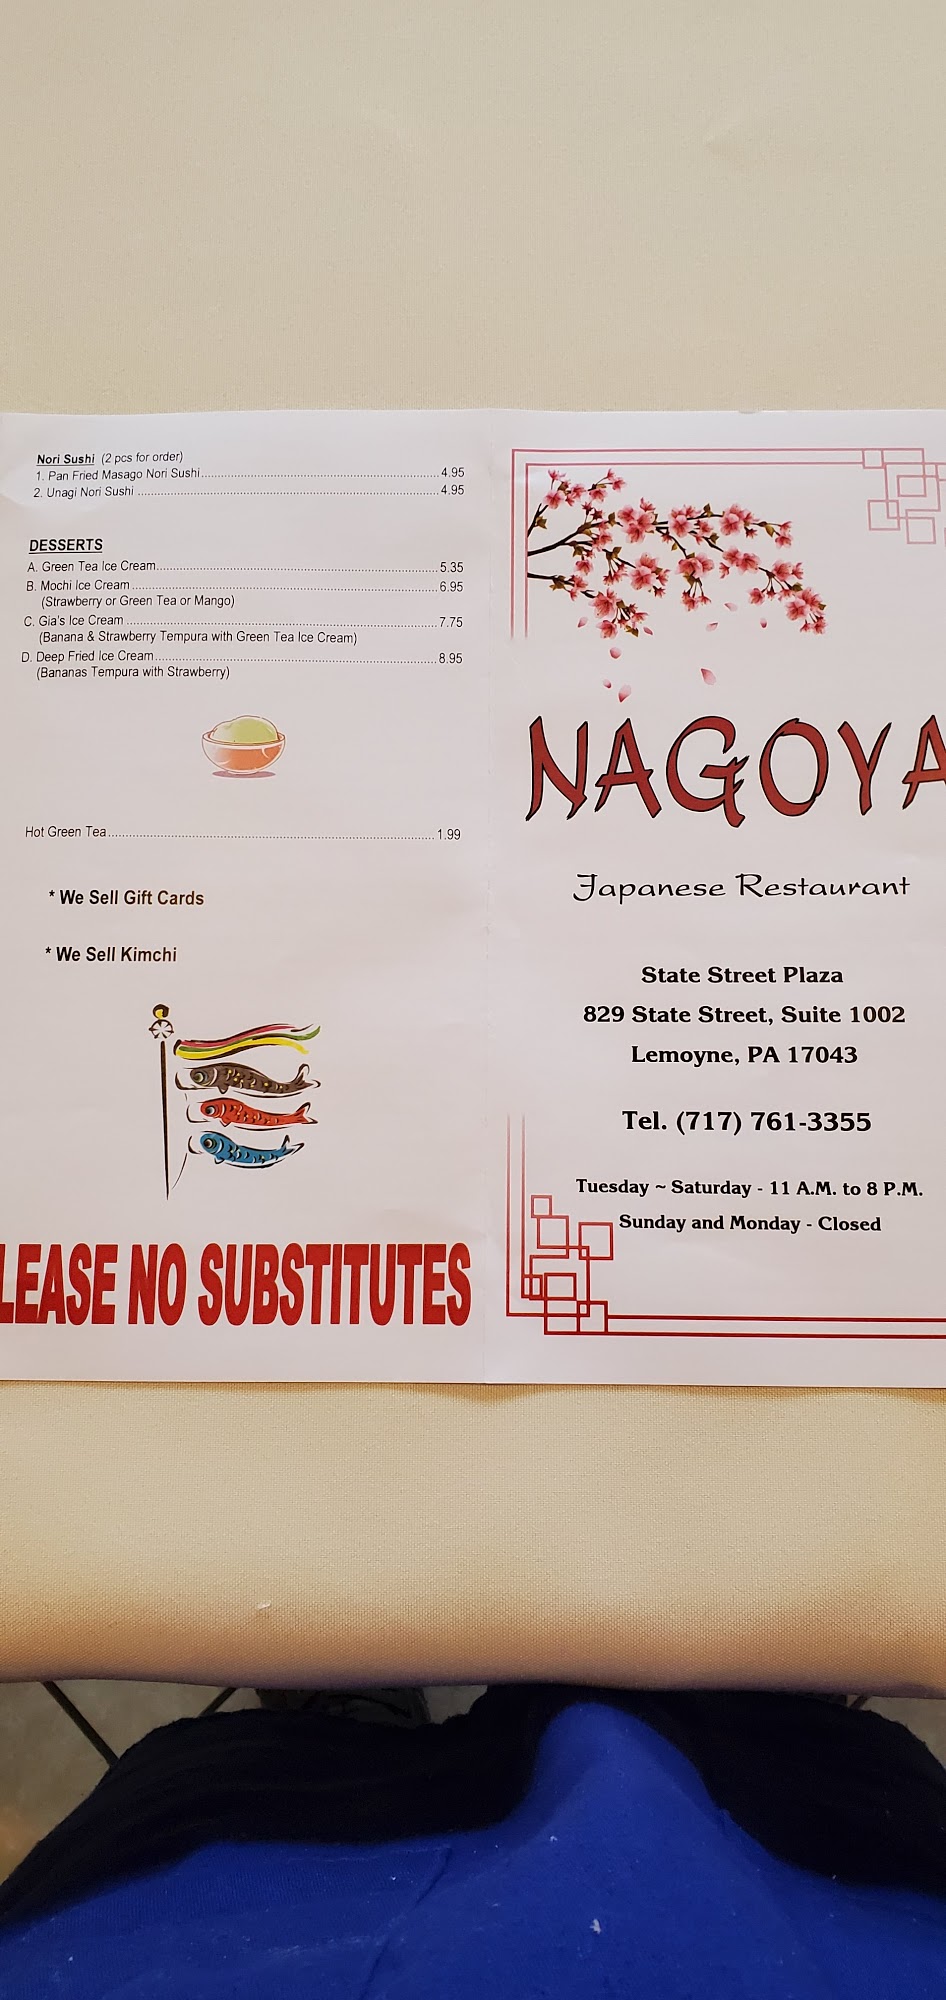 Nori Sushi (2 pcs for order)
1. Pan Fried Masago Nori Sushi 4.95
2. Unagi Nori Sushi 4.95
DESSERTS
A. Green Tea Ice Cream 5.35
B. Mochi Ice Cream 6.95
(Strawberry or Green Tea or Mango)
C. Gia's Ice Cream 7.75
(Banana & Strawberry Tempura with Green Tea Ice Cream)
D. Deep Fried Ice Cream 8.95
(Bananas Tempura with Strawberry)
Hot Green Tea 1.99
* We Sell Gift Cards
* We Sell Kimchi
LEASE NO SUBSTITUTES
NAGOYA
Japanese Restaurant
State Street Plaza
829 State Street, Suite 1002
Lemoyne, PA 17043
Tel. (717) 761-3355
Tuesday ~ Saturday - 11 A.M. to 8 P.M.
Sunday and Monday - Closed